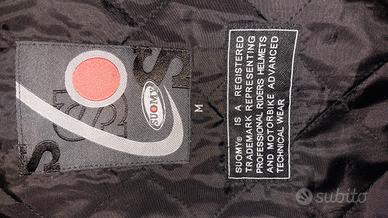 SUOMY
M
SUOMY® IS A REGISTERED
TRADEMARK REPRESENTING
PROFESSIONAL RIDERS HELMETS
AND MOTORBIKE ADVANCED
TECHNICAL WEAR
subito